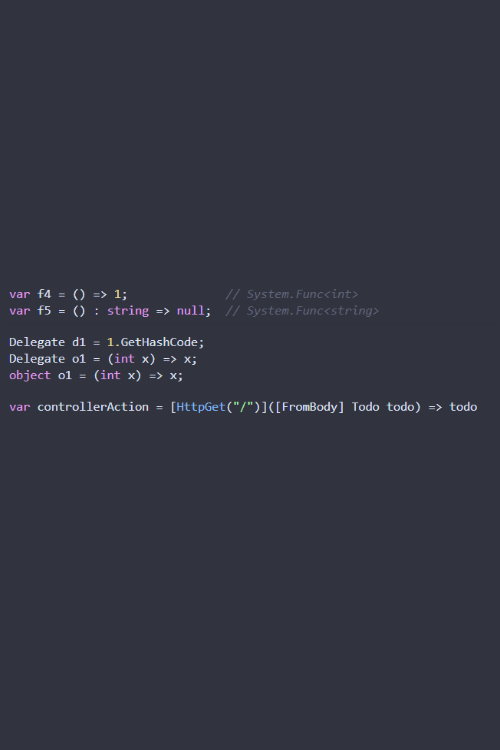 var f4 = () => 1;              // System.Func<int>
var f5 = () : string => null;  // System.Func<string>
Delegate d1 = 1.GetHashCode;
Delegate o1 = (int x) => x;
object o1 = (int x) => x;
var controllerAction = [HttpGet("/")]([FromBody] Todo todo) => todo